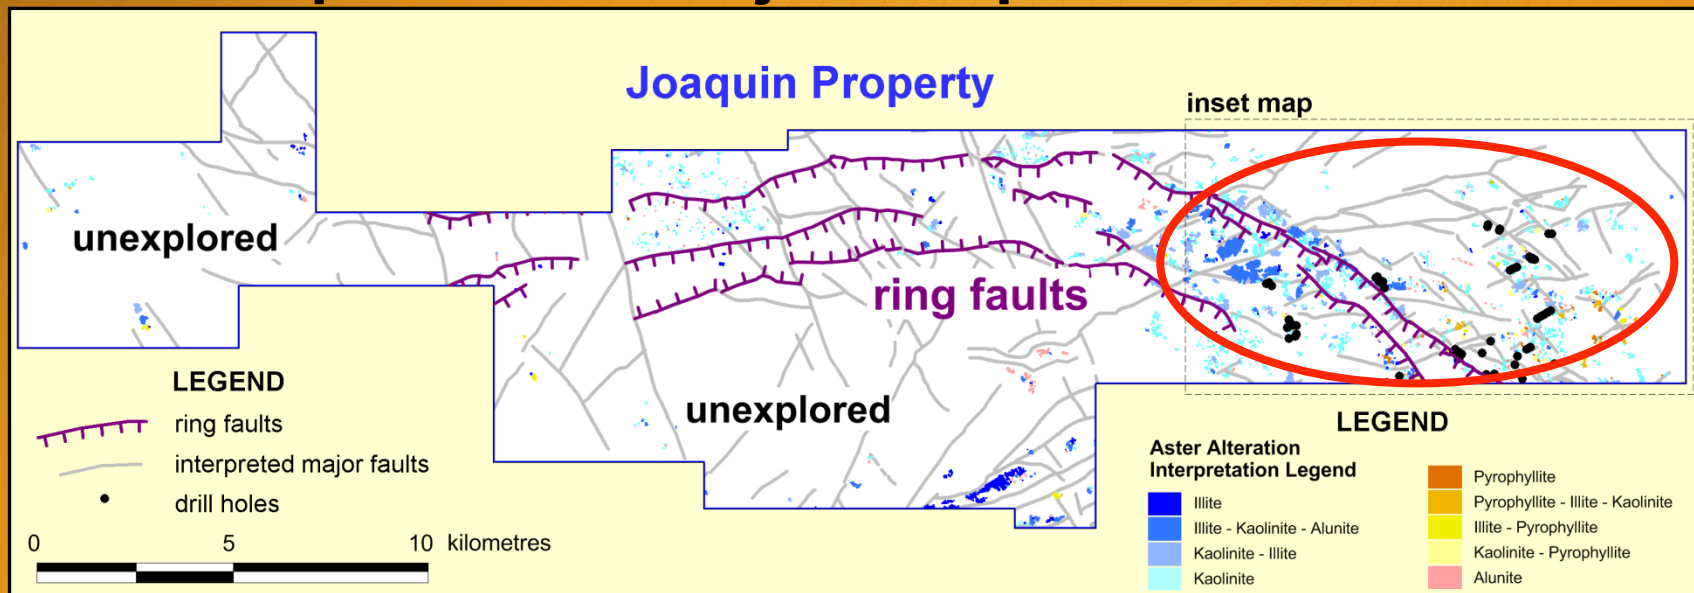 Joaquin Property
inset map
unexplored
ring faults
unexplored
LEGEND
ring faults
interpreted major faults
drill holes
0 5 10 kilometres
LEGEND
Aster Alteration
Interpretation Legend
Illite
Illite - Kaolinite - Alunite
Kaolinite - Illite
Kaolinite
Pyrophyllite
Pyrophyllite - Illite - Kaolinite
Illite - Pyrophyllite
Kaolinite - Pyrophyllite
Alunite